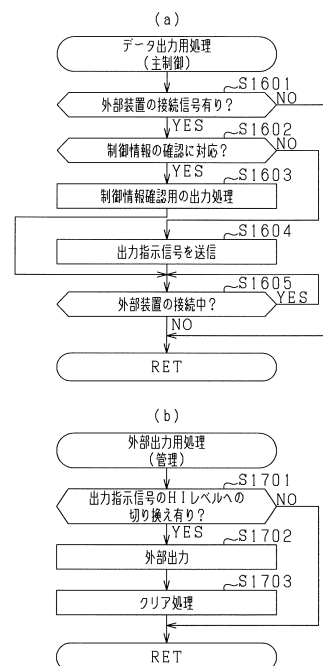 (a)
データ出力用処理
(主制御)
S1601
外部装置の接続信号有り?
NO
YES
S1602
制御情報の確認に対応?
NO
YES
S1603
制御情報確認用の出力処理
S1604
出力指示信号を送信
S1605
外部装置の接続中?
YES
NO
RET
(b)
外部出力用処理
(管理)
S1701
出力指示信号のHIレベルへの
切り換え有り?
NO
YES
S1702
外部出力
S1703
クリア処理
RET